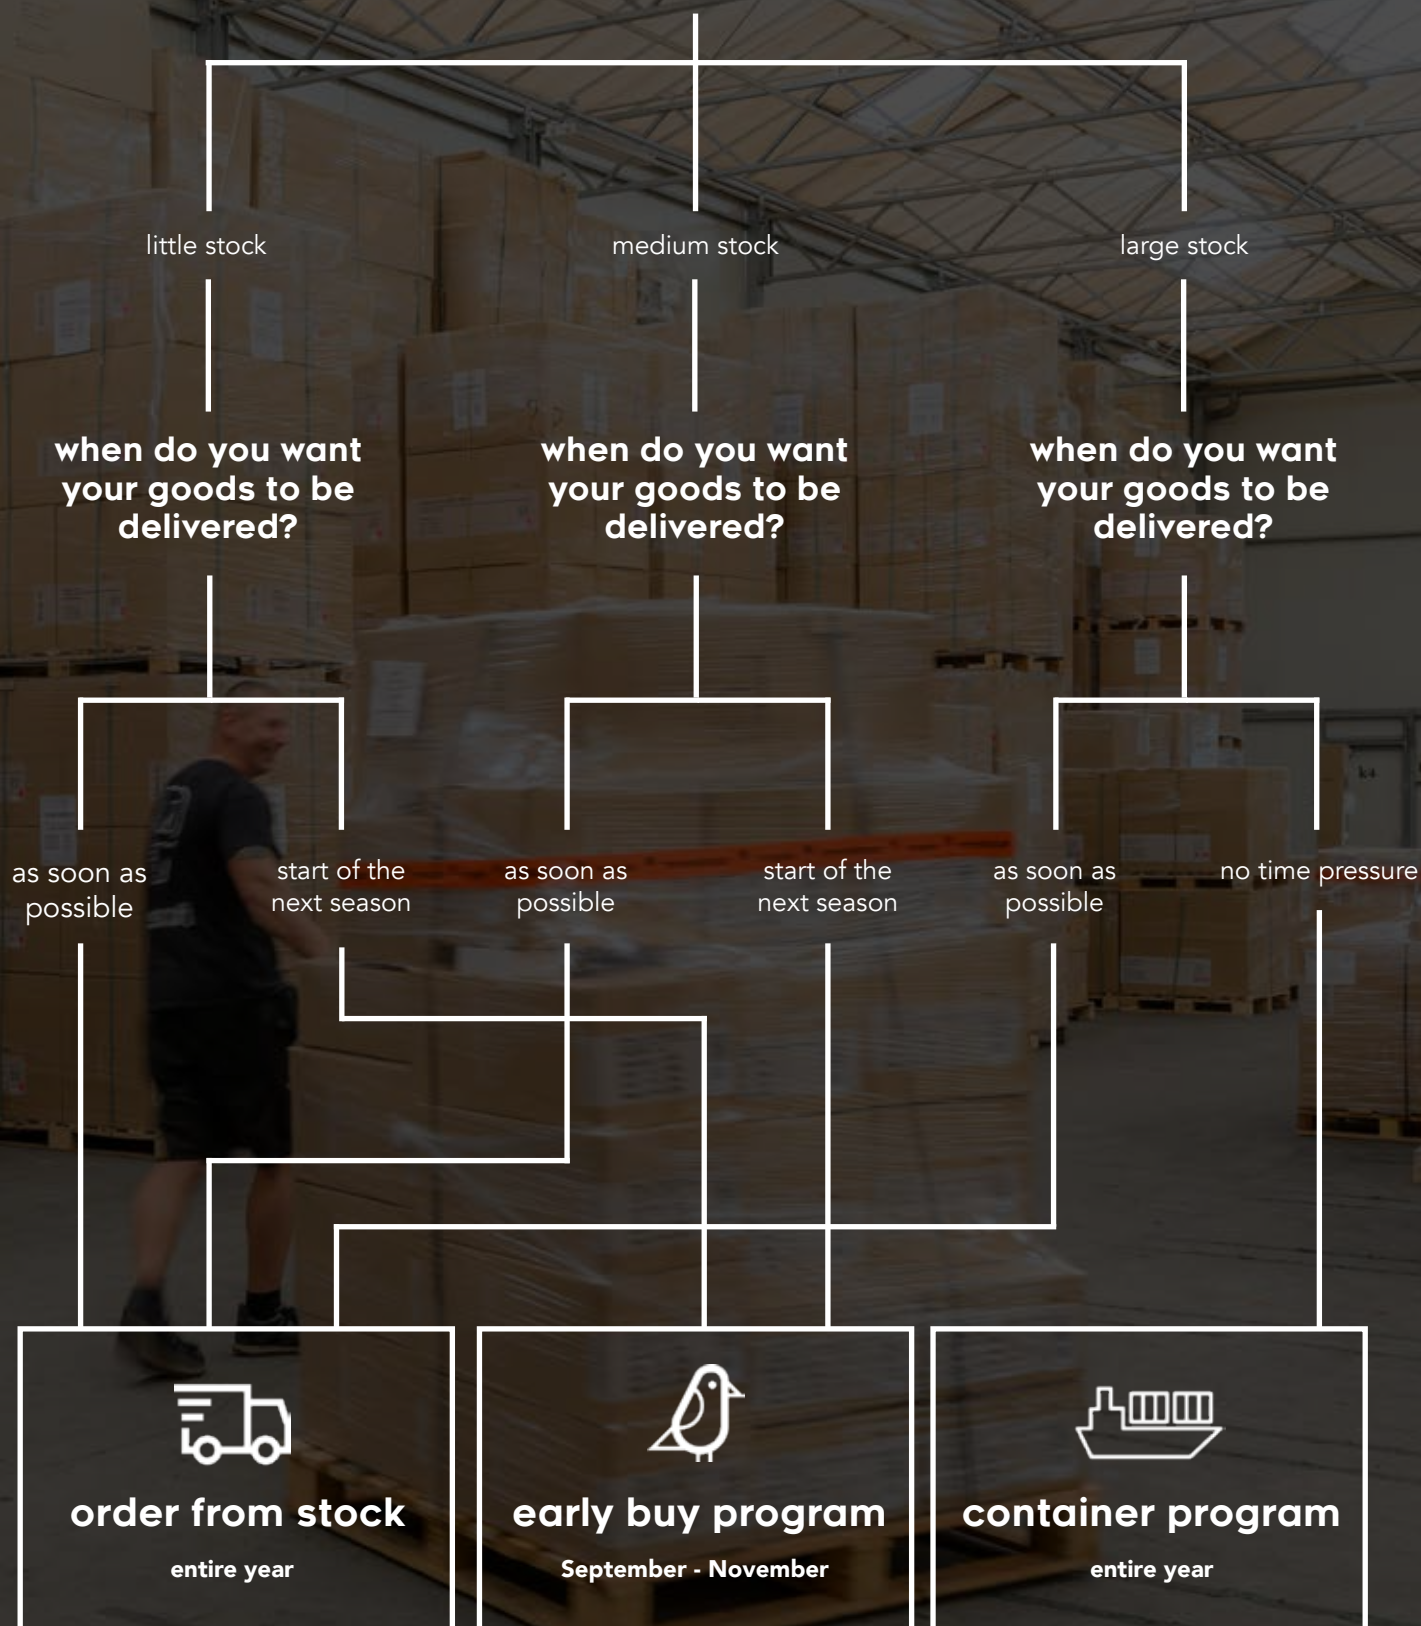 little stock
medium stock
large stock
when do you want
your goods to be
delivered?
when do you want
your goods to be
delivered?
when do you want
your goods to be
delivered?
as soon as
possible
start of the
next season
as soon as
possible
start of the
next season
as soon as
possible
no time pressure
order from stock
entire year
early buy program
September - November
container program
entire year